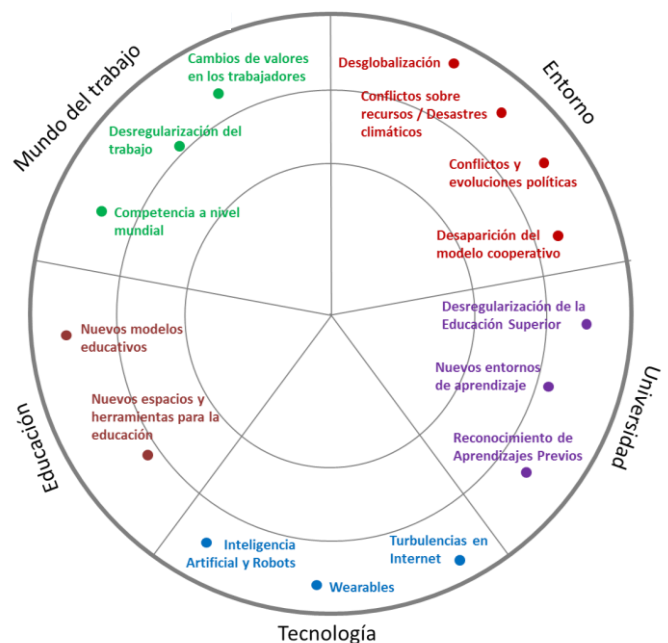 Mundo del trabajo
Cambios de valores
en los trabajadores
Desregularización del
trabajo
Competencia a nivel
mundial
Entorno
Desglobalización
Conflictos sobre
recursos / Desastres
climáticos
Conflictos y
evoluciones políticas
Desaparición del
modelo cooperativo
Universidad
Desregularización de la
Educación Superior
Nuevos entornos
de aprendizaje
Reconocimiento de
Aprendizajes Previos
Tecnología
Turbulencias en
Internet
Wearables
Inteligencia
Artificial y Robots
Educación
Nuevos modelos
educativos
Nuevos espacios y
herramientas para la
educación